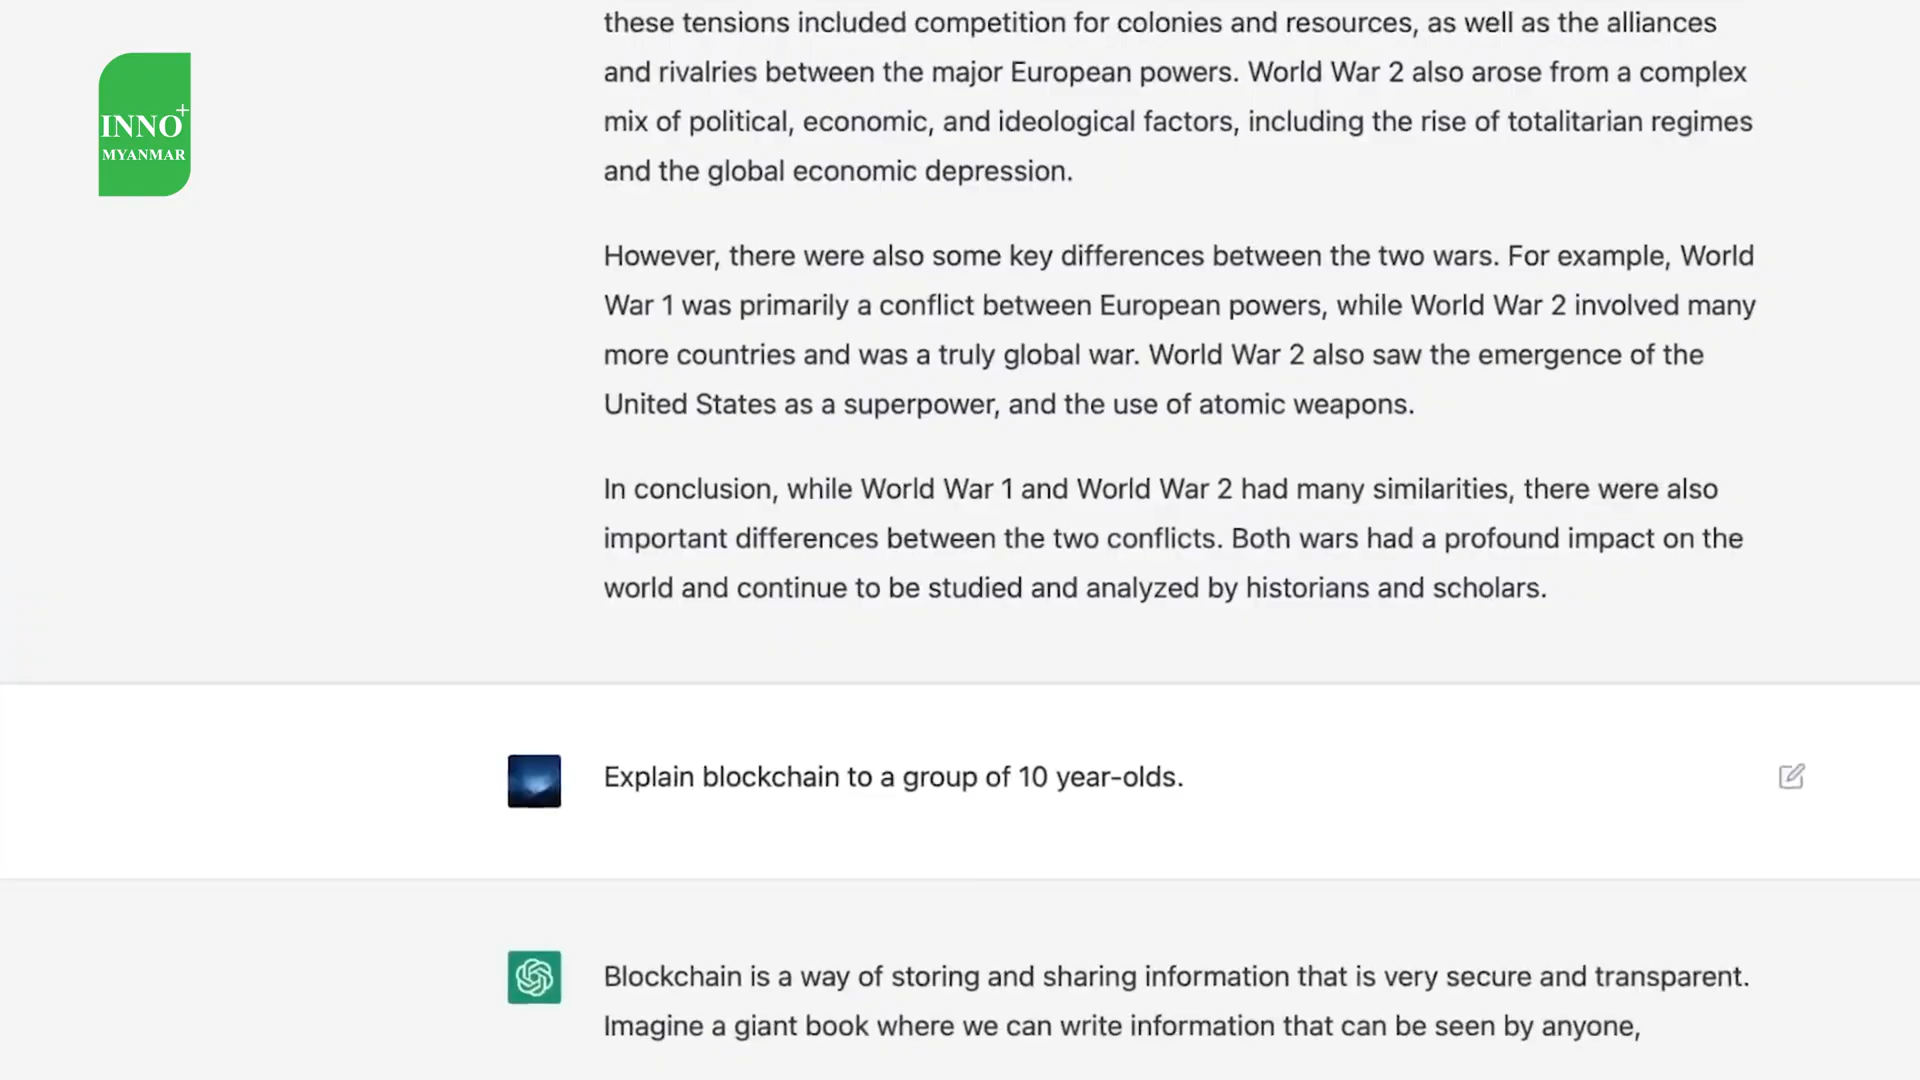 INNO+
MYANMAR
these tensions included competition for colonies and resources, as well as the alliances
and rivalries between the major European powers. World War 2 also arose from a complex
mix of political, economic, and ideological factors, including the rise of totalitarian regimes
and the global economic depression.
However, there were also some key differences between the two wars. For example, World
War 1 was primarily a conflict between European powers, while World War 2 involved many
more countries and was a truly global war. World War 2 also saw the emergence of the
United States as a superpower, and the use of atomic weapons.
In conclusion, while World War 1 and World War 2 had many similarities, there were also
important differences between the two conflicts. Both wars had a profound impact on the
world and continue to be studied and analyzed by historians and scholars.
Explain blockchain to a group of 10 year-olds.
Blockchain is a way of storing and sharing information that is very secure and transparent.
Imagine a giant book where we can write information that can be seen by anyone,